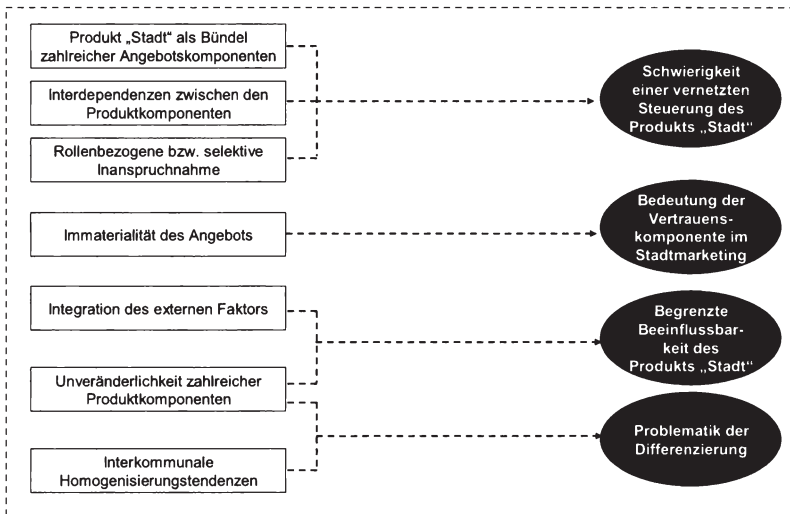 Produkt „Stadt“ als Bündel
zahlreicher Angebotskomponenten
Interdependenzen zwischen den
Produktkomponenten
Rollenbezogene bzw. selektive
Inanspruchnahme
Schwierigkeit
einer vernetzten
Steuerung des
Produkts „Stadt“
Immaterialität des Angebots
Bedeutung der
Vertrauens-
komponente im
Stadtmarketing
Integration des externen Faktors
Unveränderlichkeit zahlreicher
Produktkomponenten
Begrenzte
Beeinflussbar-
keit des
Produkts „Stadt“
Interkommunale
Homogenisierungstendenzen
Problematik der
Differenzierung